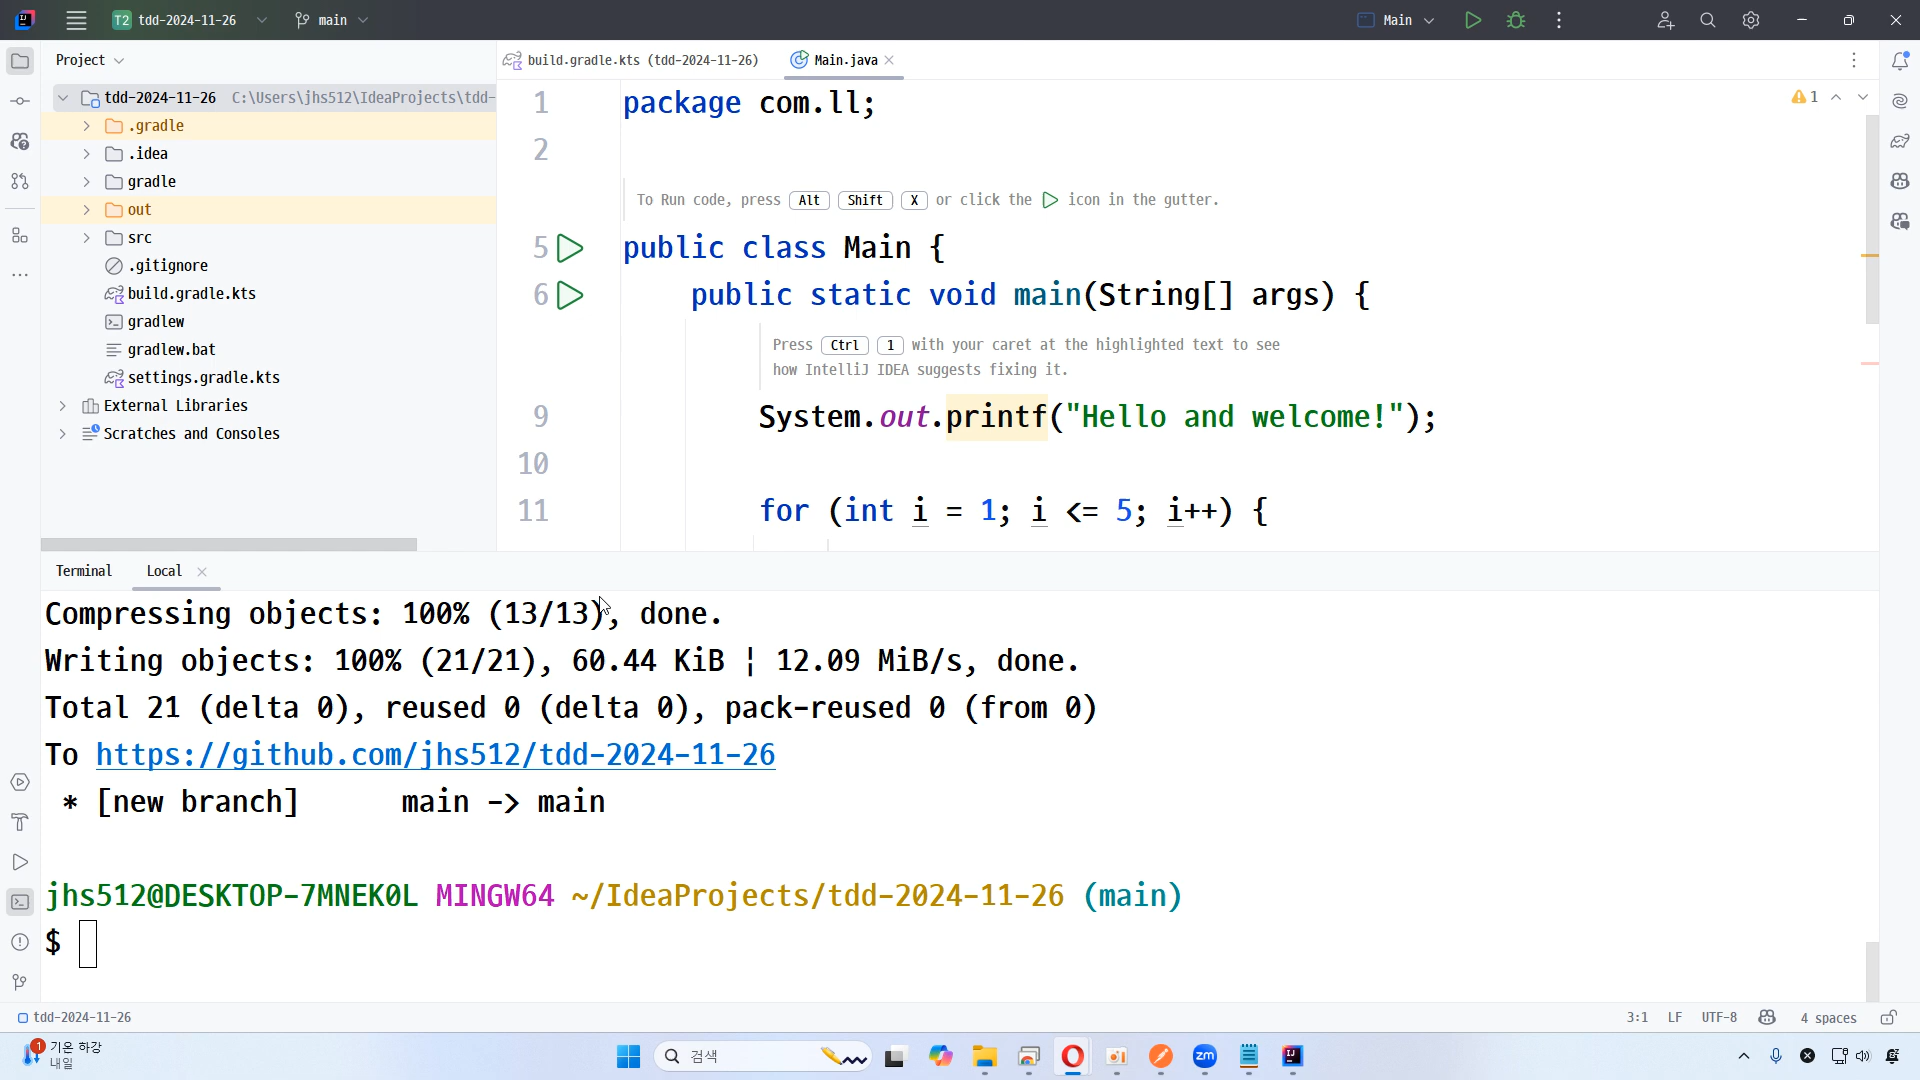 T2 tdd-2024-11-26 main Main
Project
build.gradle.kts (tdd-2024-11-26) Main.java
tdd-2024-11-26 C:\Users\jhs512\IdeaProjects\tdd-
.gradle
.idea
gradle
out
src
.gitignore
build.gradle.kts
gradlew
gradlew.bat
settings.gradle.kts
External Libraries
Scratches and Consoles
1 package com.ll;
1
2
To Run code, press Alt Shift X or click the icon in the gutter.
5 public class Main {
6 public static void main(String[] args) {
Press Ctrl 1 with your caret at the highlighted text to see
how IntelliJ IDEA suggests fixing it.
9 System.out.printf("Hello and welcome!");
10
11 for (int i = 1; i <= 5; i++) {
Terminal Local
Compressing objects: 100% (13/13), done.
Writing objects: 100% (21/21), 60.44 KiB | 12.09 MiB/s, done.
Total 21 (delta 0), reused 0 (delta 0), pack-reused 0 (from 0)
To https://github.com/jhs512/tdd-2024-11-26
* [new branch] main -> main
jhs512@DESKTOP-7MNEK0L MINGW64 ~/IdeaProjects/tdd-2024-11-26 (main)
$
tdd-2024-11-26 3:1 LF UTF-8 4 spaces
1 기온 하강
내일
검색
zm
IJ